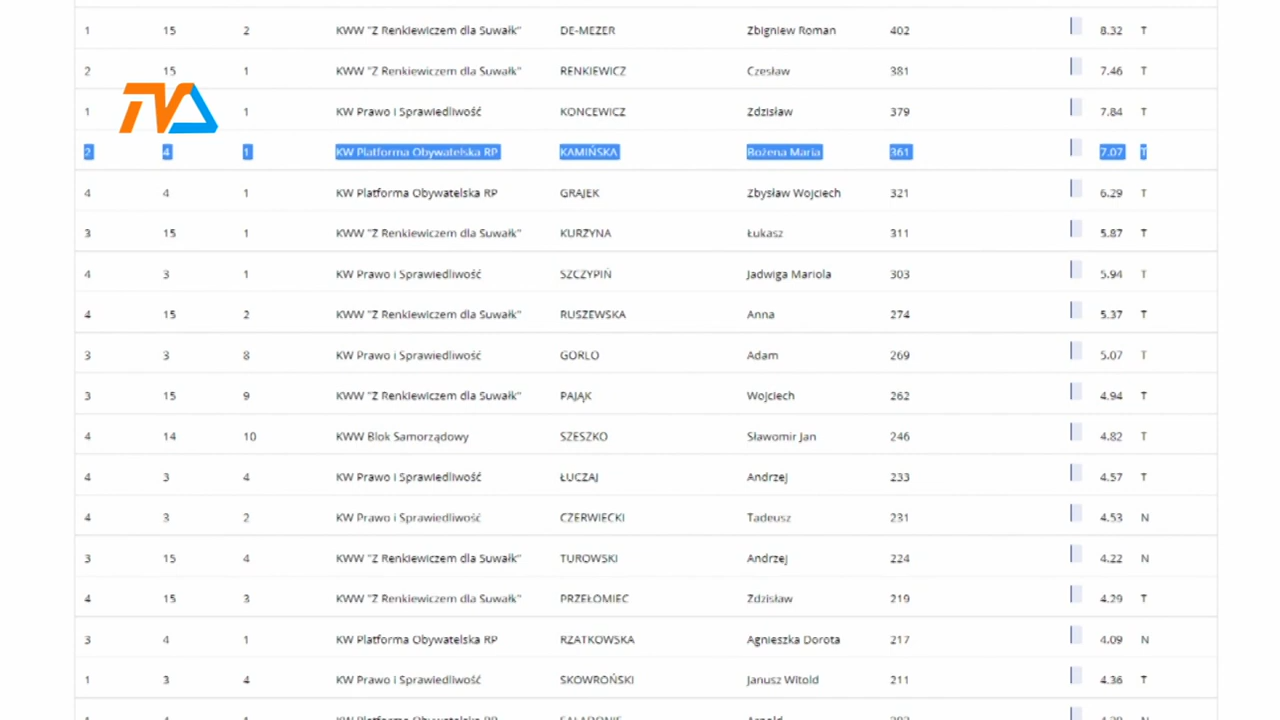 1 15 2 KWW "Z Renkiewiczem dla Suwałk" DE-MEZER Zbigniew Roman 402 8.32 T
2 15 1 KWW "Z Renkiewiczem dla Suwałk" RENKIEWICZ Czesław 381 7.46 T
1 1 KW Prawo i Sprawiedliwość KONCEWICZ Zdzisław 379 7.84 T
TVA
2 4 1 KW Platforma Obywatelska RP KAMIŃSKA Bożena Maria 361 7.07 T
4 4 1 KW Platforma Obywatelska RP GRAJEK Zbysław Wojciech 321 6.29 T
3 15 1 KWW "Z Renkiewiczem dla Suwałk" KURZYNA Łukasz 311 5.87 T
4 3 1 KW Prawo i Sprawiedliwość SZCZYPIŃ Jadwiga Mariola 303 5.94 T
4 15 2 KWW "Z Renkiewiczem dla Suwałk" RUSZEWSKA Anna 274 5.37 T
3 3 8 KW Prawo i Sprawiedliwość GORLO Adam 269 5.07 T
3 15 9 KWW "Z Renkiewiczem dla Suwałk" PAJĄK Wojciech 262 4.94 T
4 14 10 KWW Blok Samorządowy SZESZKO Sławomir Jan 246 4.82 T
4 3 4 KW Prawo i Sprawiedliwość ŁUCZAJ Andrzej 233 4.57 T
4 3 2 KW Prawo i Sprawiedliwość CZERWIECKI Tadeusz 231 4.53 N
3 15 4 KWW "Z Renkiewiczem dla Suwałk" TUROWSKI Andrzej 224 4.22 N
4 15 3 KWW "Z Renkiewiczem dla Suwałk" PRZEŁOMIEC Zdzisław 219 4.29 T
3 4 1 KW Platforma Obywatelska RP RZATKOWSKA Agnieszka Dorota 217 4.09 N
1 3 4 KW Prawo i Sprawiedliwość SKOWROŃSKI Janusz Witold 211 4.36 T